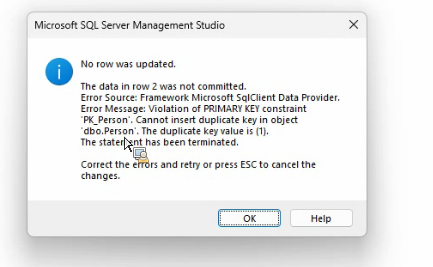 Microsoft SQL Server Management Studio
No row was updated.
The data in row 2 was not committed.
Error Source: Framework Microsoft SqlClient Data Provider.
Error Message: Violation of PRIMARY KEY constraint
'PK_Person'. Cannot insert duplicate key in object
'dbo.Person'. The duplicate key value is (1).
The statement has been terminated.
Correct the errors and retry or press ESC to cancel the
changes.
OK
Help